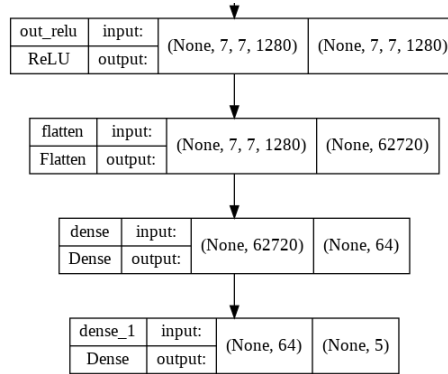 out_relu input: (None, 7, 7, 1280) (None, 7, 7, 1280)
ReLU output:
flatten input: (None, 7, 7, 1280) (None, 62720)
Flatten output:
dense input: (None, 62720) (None, 64)
Dense output:
dense_1 input: (None, 64) (None, 5)
Dense output: